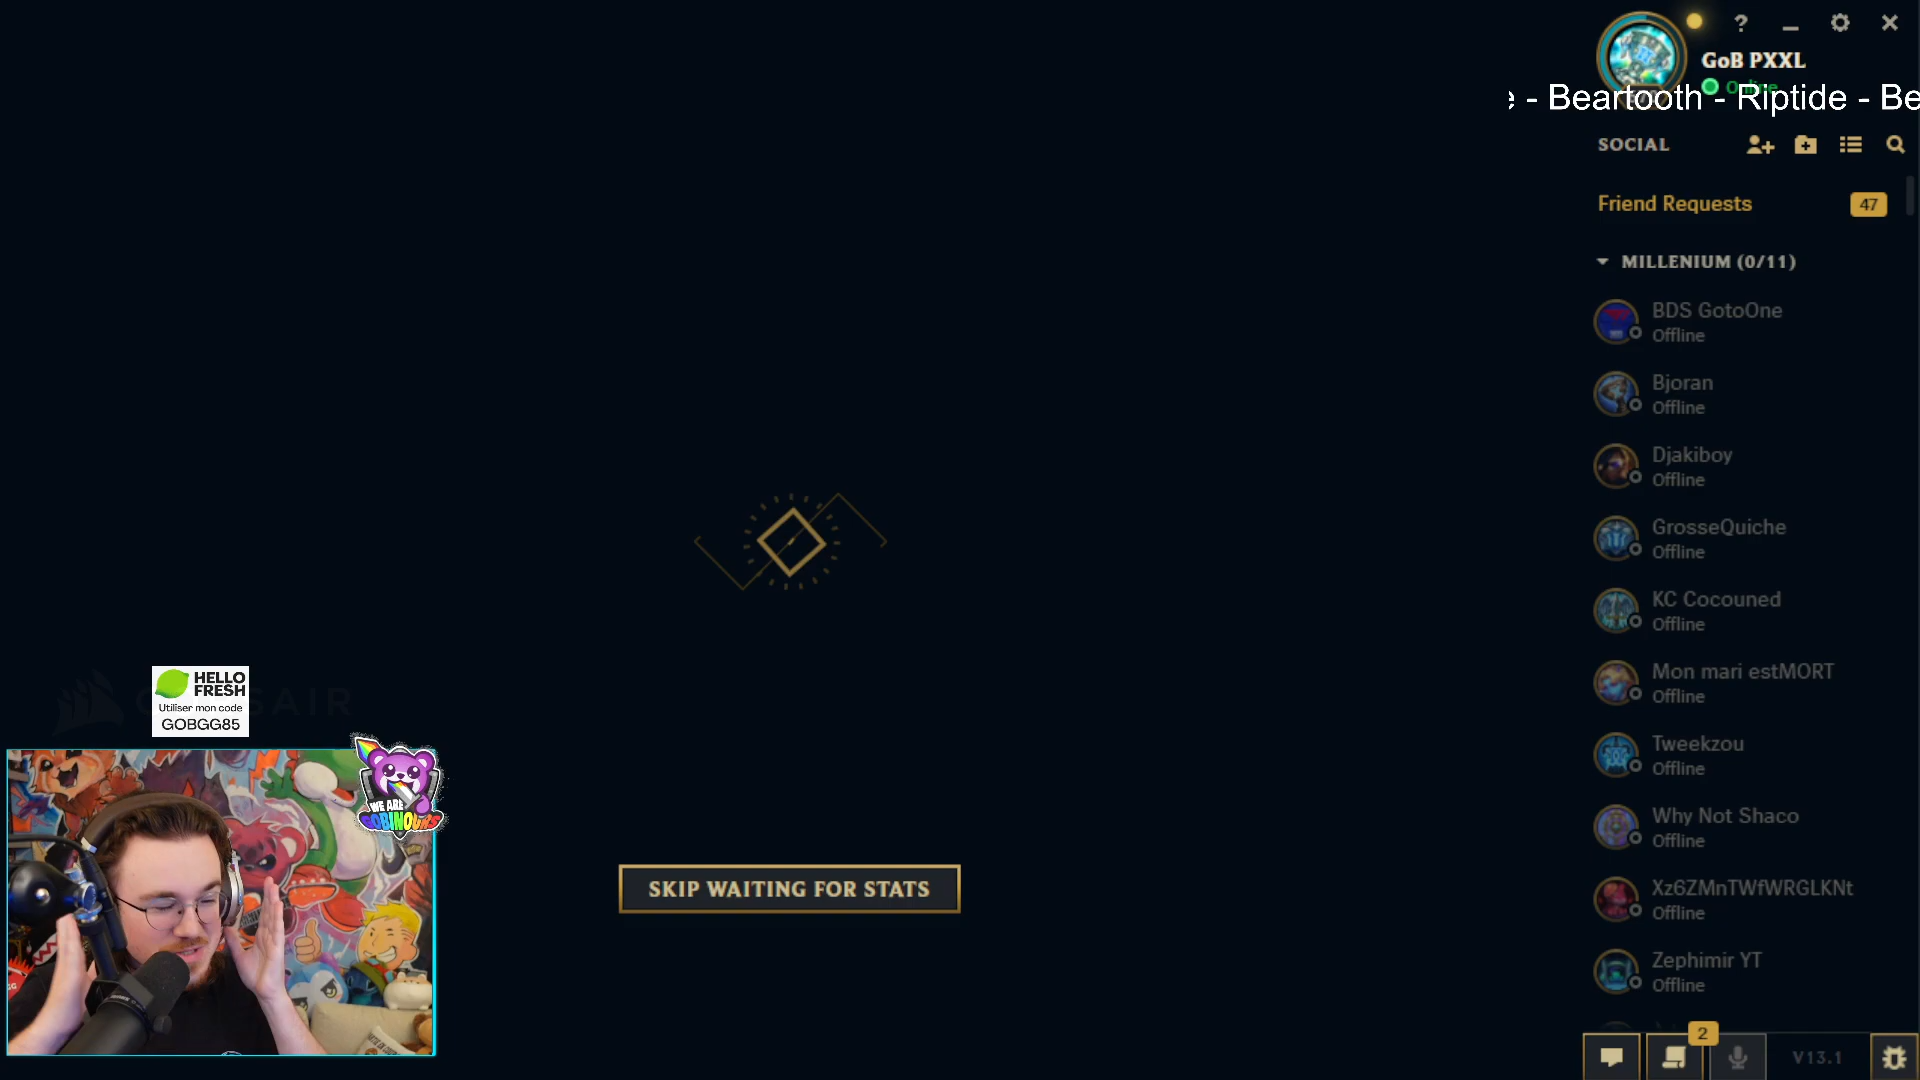 GoB PXXL
Online
- Beartooth - Riptide - Be
SOCIAL
Friend Requests
47
MILLENIUM (0/11)
BDS GotoOne
Offline
Bjoran
Offline
Djakiboy
Offline
GrosseQuiche
Offline
KC Cocouned
Offline
Mon mari estMORT
Offline
Tweekzou
Offline
Why Not Shaco
Offline
Xz6ZMnTWfWRGLKNt
Offline
Zephimir YT
Offline
HELLO
FRESH
Utiliser mon code
GOBGG85
WE ARE
GOBINOURS
SKIP WAITING FOR STATS
2
V13.1